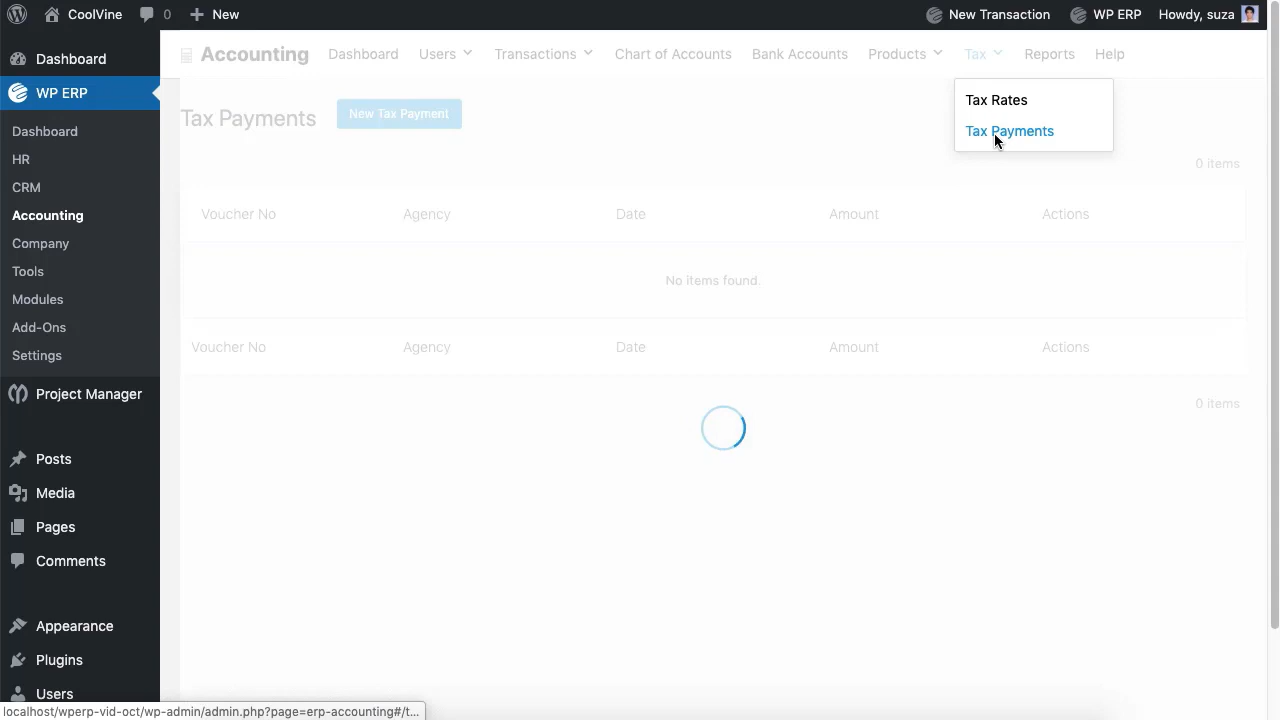 CoolVine 0 New New Transaction WP ERP Howdy, suza
Dashboard
WP ERP
Dashboard
HR
CRM
Accounting
Company
Tools
Modules
Add-Ons
Settings
Project Manager
Posts
Media
Pages
Comments
Appearance
Plugins
Users
Accounting Dashboard Users Transactions Chart of Accounts Bank Accounts Products Tax Reports Help
Tax Rates
Tax Payments
Tax Payments New Tax Payment
0 items
Voucher No Agency Date Amount Actions
No items found.
Voucher No Agency Date Amount Actions
0 items
localhost/wperp-vid-oct/wp-admin/admin.php?page=erp-accounting#/t...